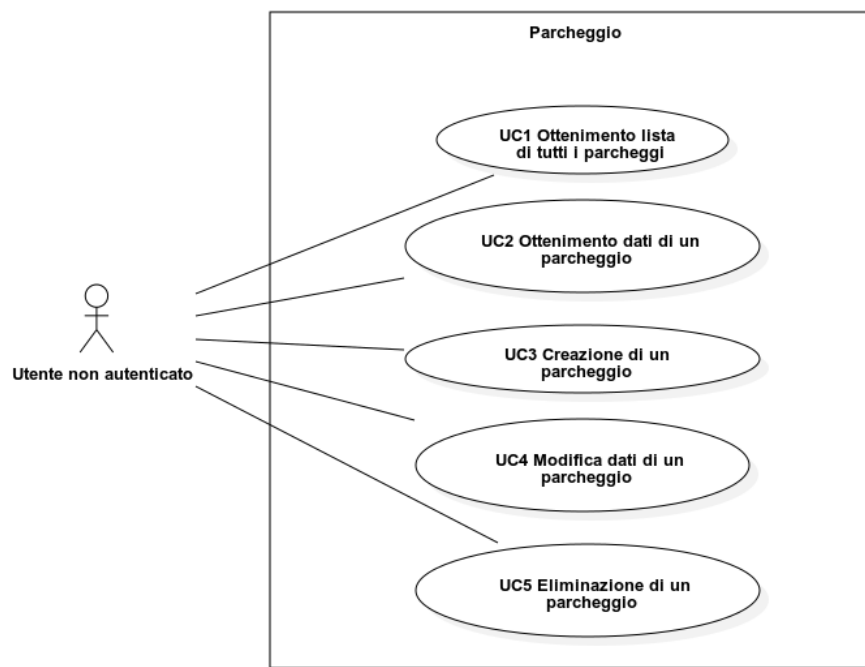 Parcheggio
UC1 Ottenimento lista
di tutti i parcheggi
UC2 Ottenimento dati di un
parcheggio
UC3 Creazione di un
parcheggio
Utente non autenticato
UC4 Modifica dati di un
parcheggio
UC5 Eliminazione di un
parcheggio